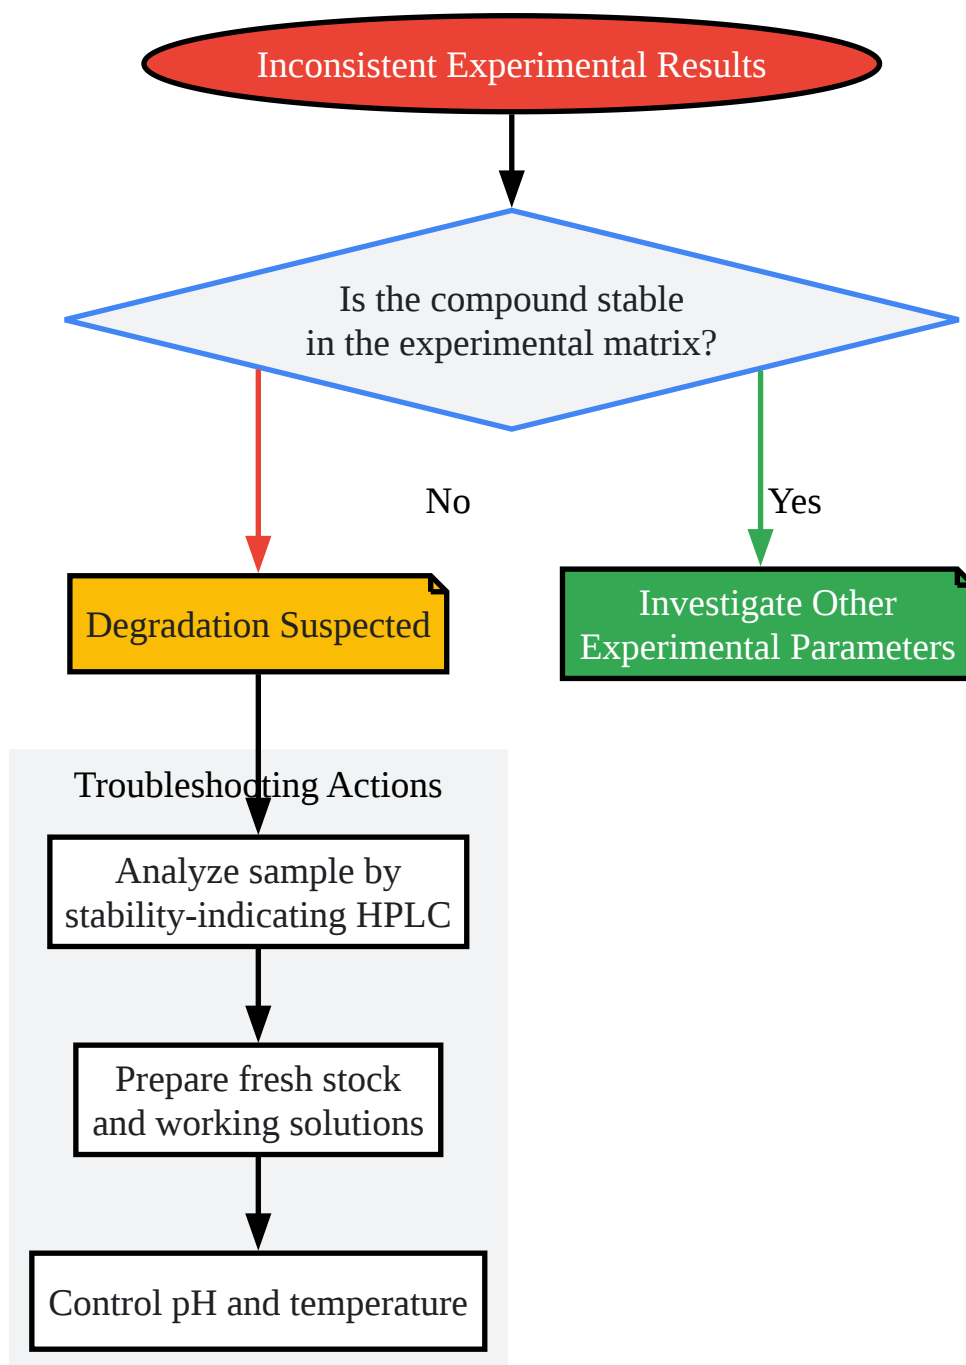 Inconsistent Experimental Results
Is the compound stable
in the experimental matrix?
No
Yes
Degradation Suspected
Investigate Other
Experimental Parameters
Troubleshooting Actions
Analyze sample by
stability-indicating HPLC
Prepare fresh stock
and working solutions
Control pH and temperature